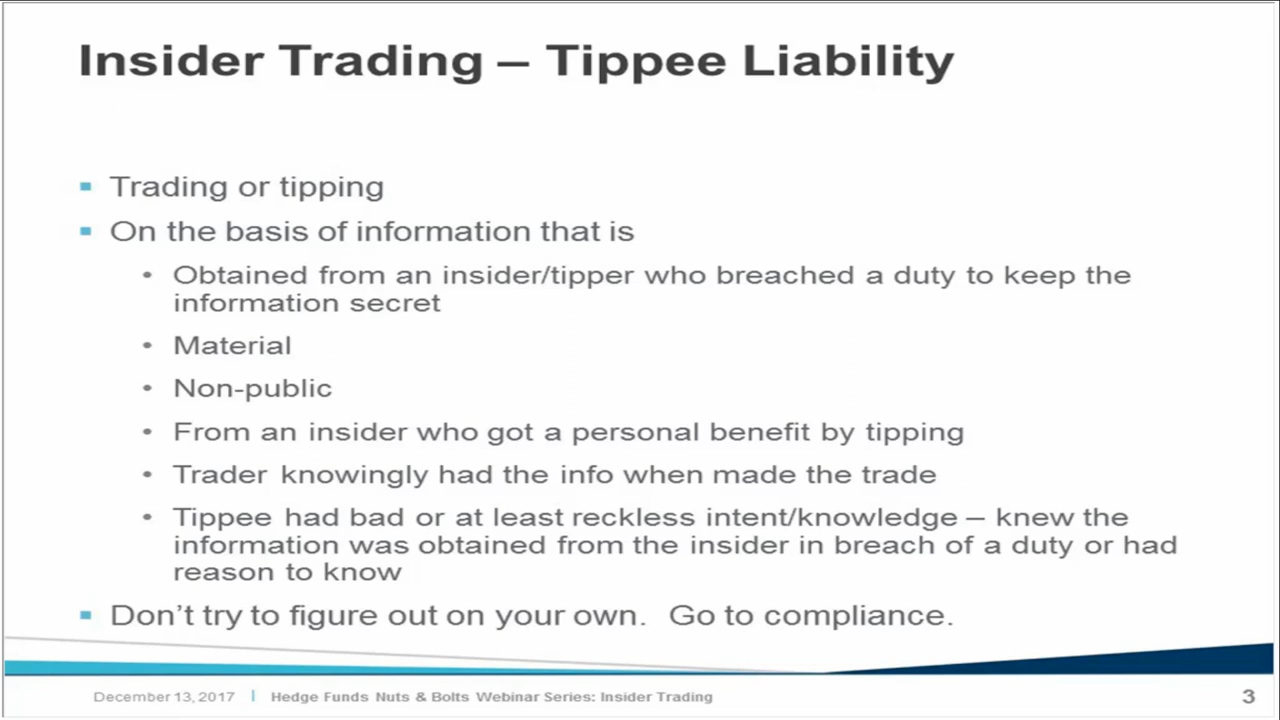 Insider Trading – Tippee Liability
Trading or tipping
On the basis of information that is
Obtained from an insider/tipper who breached a duty to keep the
information secret
Material
Non-public
From an insider who got a personal benefit by tipping
Trader knowingly had the info when made the trade
Tippee had bad or at least reckless intent/knowledge – knew the
information was obtained from the insider in breach of a duty or had
reason to know
Don’t try to figure out on your own. Go to compliance.
December 13, 2017 | Hedge Funds Nuts & Bolts Webinar Series: Insider Trading 3